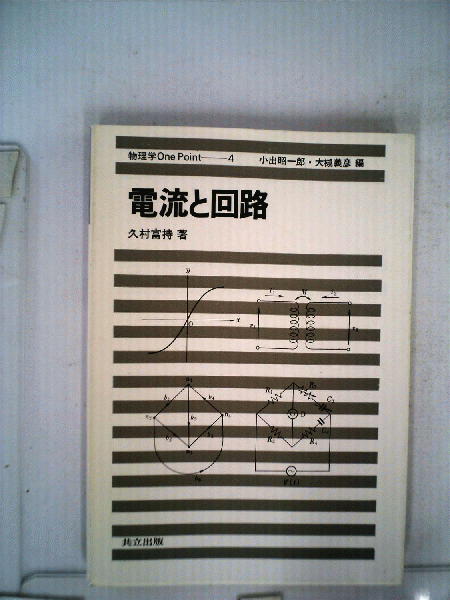 物理学One Point——4 小出昭一郎・大槻義彦 編
電流と回路
久村富持 著
共立出版